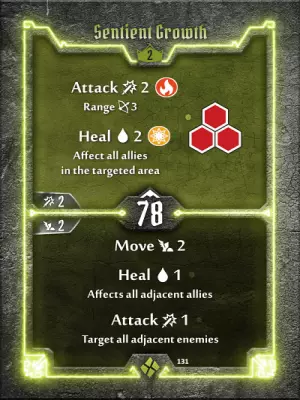 Sentient Growth
2
Attack 2
Range 3
Heal 2
Affect all allies
in the targeted area
2
2
78
Move 2
Heal 1
Affects all adjacent allies
Attack 1
Target all adjacent enemies
131